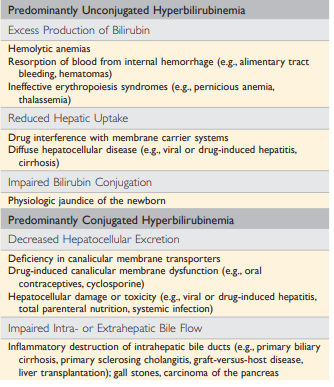 Predominantly Unconjugated Hyperbilirubinemia
Excess Production of Bilirubin
Hemolytic anemias
Resorption of blood from internal hemorrhage (e.g., alimentary tract
bleeding, hematomas)
Ineffective erythropoiesis syndromes (e.g., pernicious anemia,
thalassemia)
Reduced Hepatic Uptake
Drug interference with membrane carrier systems
Diffuse hepatocellular disease (e.g., viral or drug-induced hepatitis,
cirrhosis)
Impaired Bilirubin Conjugation
Physiologic jaundice of the newborn
Predominantly Conjugated Hyperbilirubinemia
Decreased Hepatocellular Excretion
Deficiency in canalicular membrane transporters
Drug-induced canalicular membrane dysfunction (e.g., oral
contraceptives, cyclosporine)
Hepatocellular damage or toxicity (e.g., viral or drug-induced hepatitis,
total parenteral nutrition, systemic infection)
Impaired Intra- or Extrahepatic Bile Flow
Inflammatory destruction of intrahepatic bile ducts (e.g., primary biliary
cirrhosis, primary sclerosing cholangitis, graft-versus-host disease,
liver transplantation); gall stones, carcinoma of the pancreas